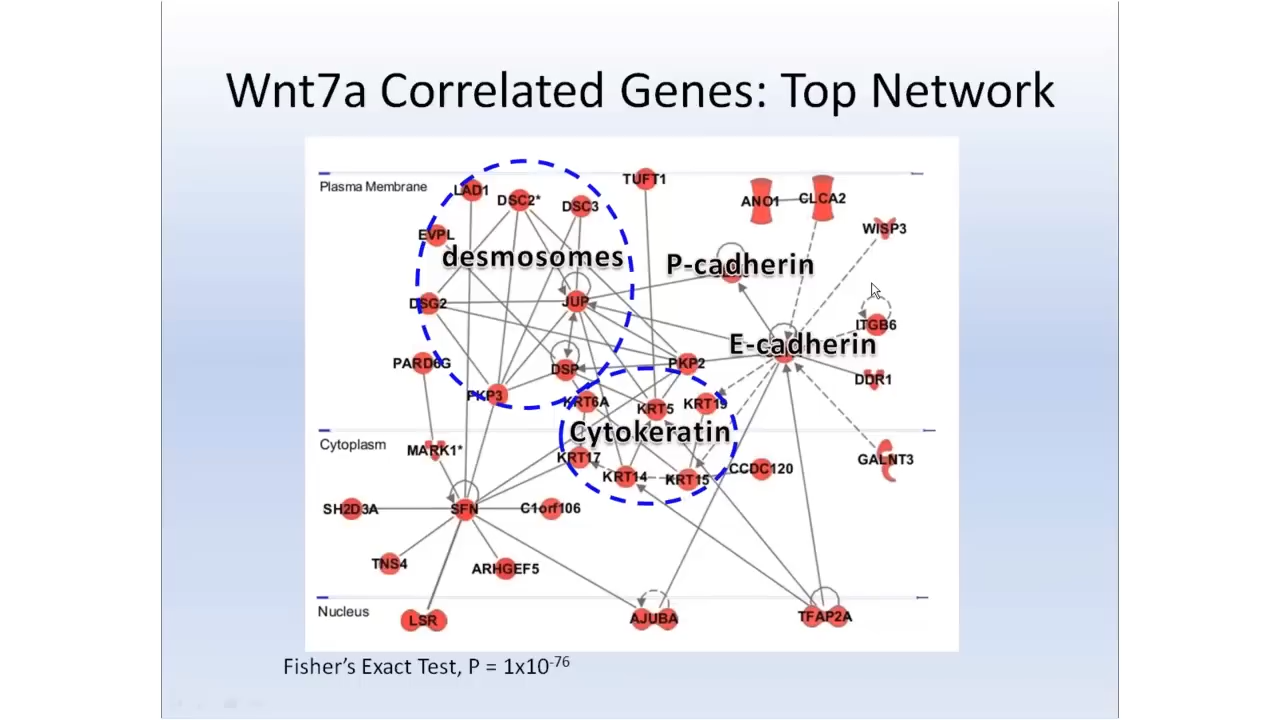 Wnt7a Correlated Genes: Top Network
Plasma Membrane
LAD1
DSC2*
DSC3
TUFT1
ANO1
CLCA2
WISP3
EVPL
desmosomes
P-cadherin
DSG2
JUP
ITGB6
E-cadherin
PARD6G
DSP
PKP2
DDR1
PKP3
KRT6A
KRT5
KRT19
Cytoplasm
Cytokeratin
MARK1*
KRT17
GALNT3
KRT14
KRT15
CCDC120
SH2D3A
SFN
C1orf106
TNS4
ARHGEF5
Nucleus
LSR
AJUBA
TFAP2A
Fisher’s Exact Test, P = 1x10-76